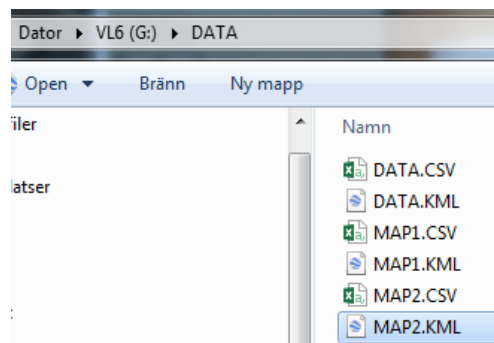 Dator ▸ VL6 (G:) ▸ DATA
Open Bränn Ny mapp
filer
latser
Namn
DATA.CSV
DATA.KML
MAP1.CSV
MAP1.KML
MAP2.CSV
MAP2.KML